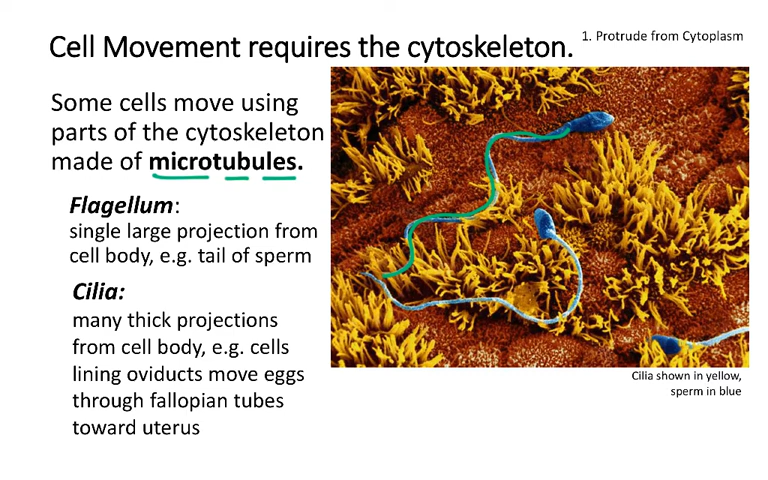 Cell Movement requires the cytoskeleton.
1. Protrude from Cytoplasm
Some cells move using
parts of the cytoskeleton
made of microtubules.
Flagellum:
single large projection from
cell body, e.g. tail of sperm
Cilia:
many thick projections
from cell body, e.g. cells
lining oviducts move eggs
through fallopian tubes
toward uterus
Cilia shown in yellow,
sperm in blue